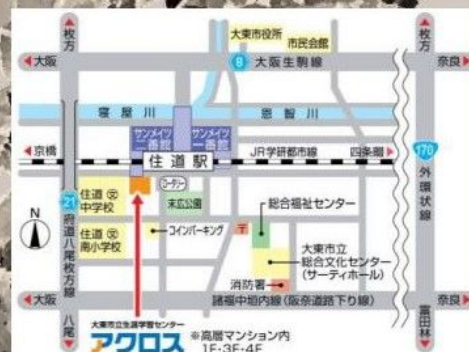 枚方
大東市役所
市民会館
枚方
大阪
8
大阪生駒線
奈良
寝屋川
恩智川
サンメイツ
二番館
サンメイツ
一番館
京橋
住道駅
JR学研都市線
四条畷
170
ロータリー
外環状線
21
府道八尾枚方線
住道 文
中学校
末広公園
総合福祉センター
N
コインパーキング
〒
住道 文
南小学校
大東市立
総合文化センター
(サーティホール)
消防署
大阪
諸福中垣内線(阪奈道路下り線)
奈良
八尾
大東市立生涯学習センター
アクロス
※高層マンション内
1F・3F・4F
富田林